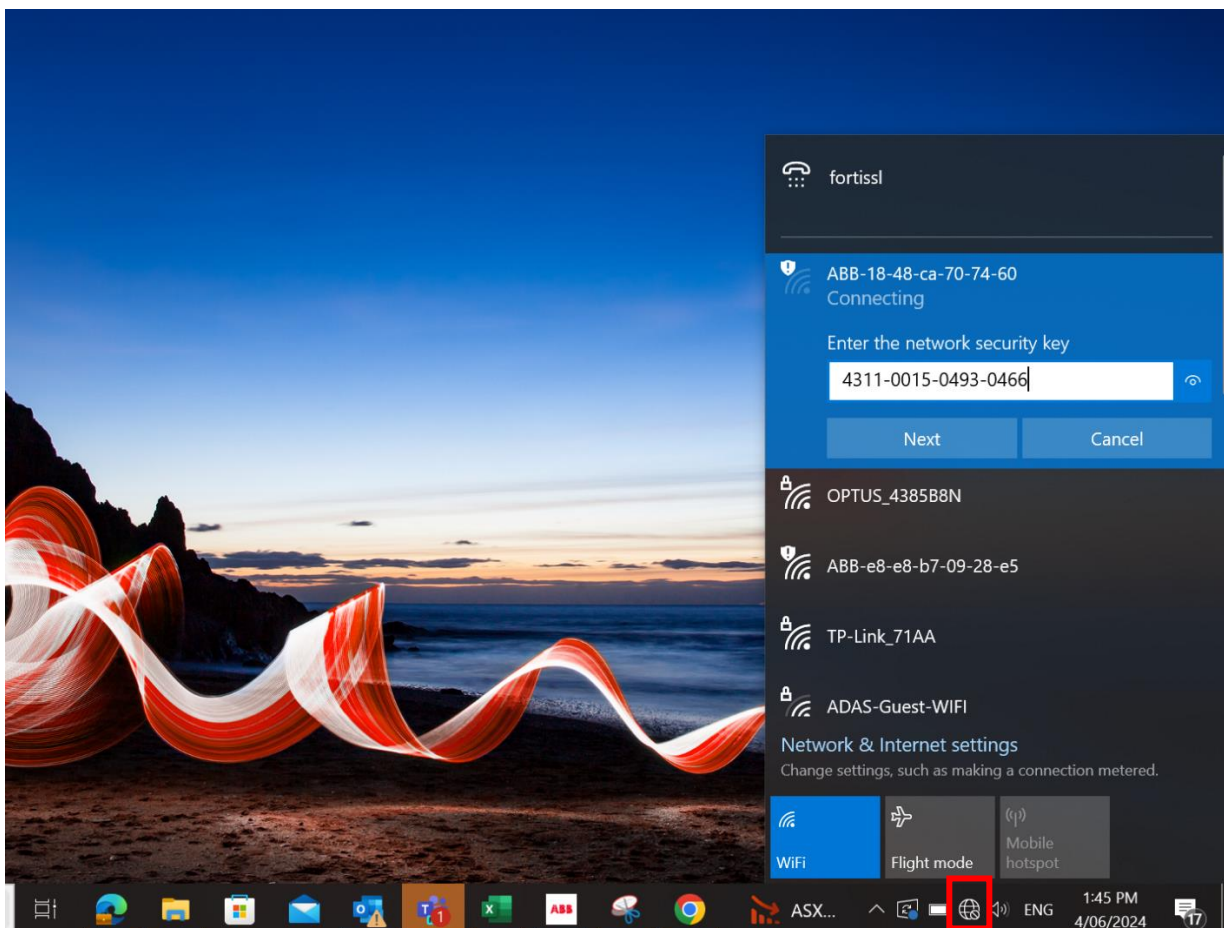 fortissl
ABB-18-48-ca-70-74-60
Connecting
Enter the network security key
4311-0015-0493-0466
Next Cancel
OPTUS_4385B8N
ABB-e8-e8-b7-09-28-e5
TP-Link_71AA
ADAS-Guest-WIFI
Network & Internet settings
Change settings, such as making a connection metered.
WiFi
Flight mode
Mobile
hotspot
1
ABB
ASX...
ENG
1:45 PM
4/06/2024
17